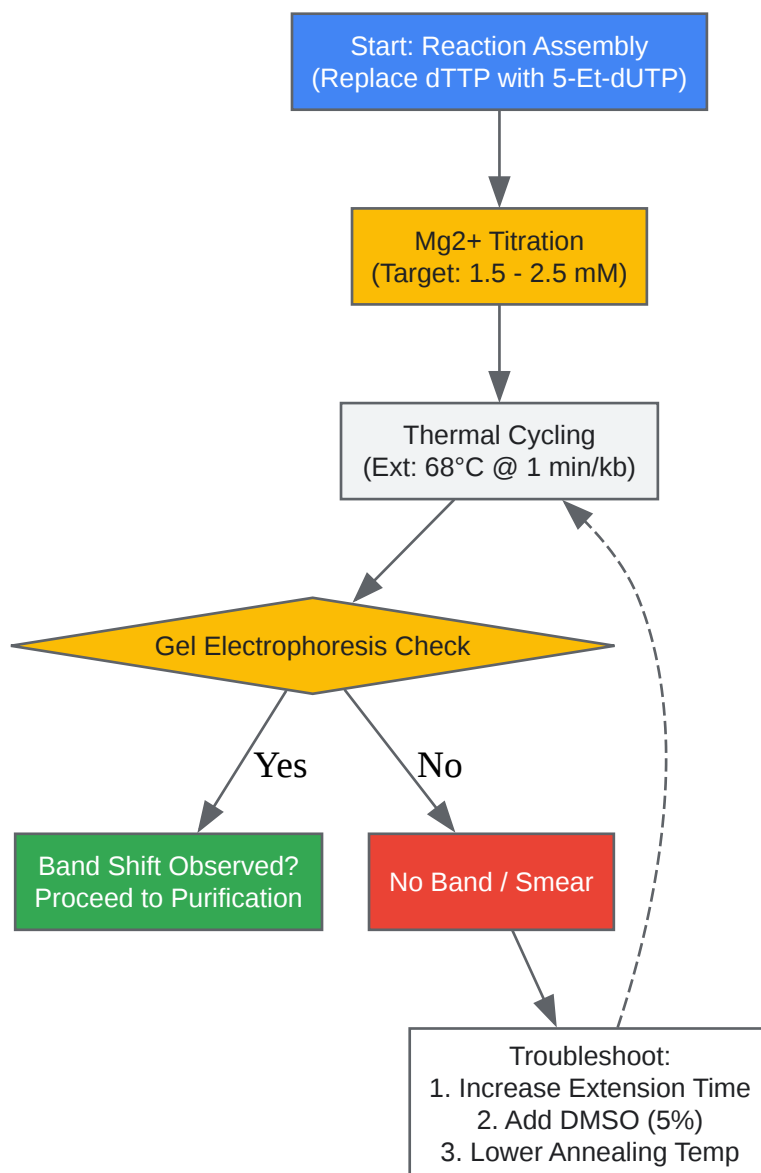 Start: Reaction Assembly
(Replace dTTP with 5-Et-dUTP)
Mg2+ Titration
(Target: 1.5 - 2.5 mM)
Thermal Cycling
(Ext: 68°C @ 1 min/kb)
Gel Electrophoresis Check
Yes
No
Band Shift Observed?
Proceed to Purification
No Band / Smear
Troubleshoot:
1. Increase Extension Time
2. Add DMSO (5%)
3. Lower Annealing Temp